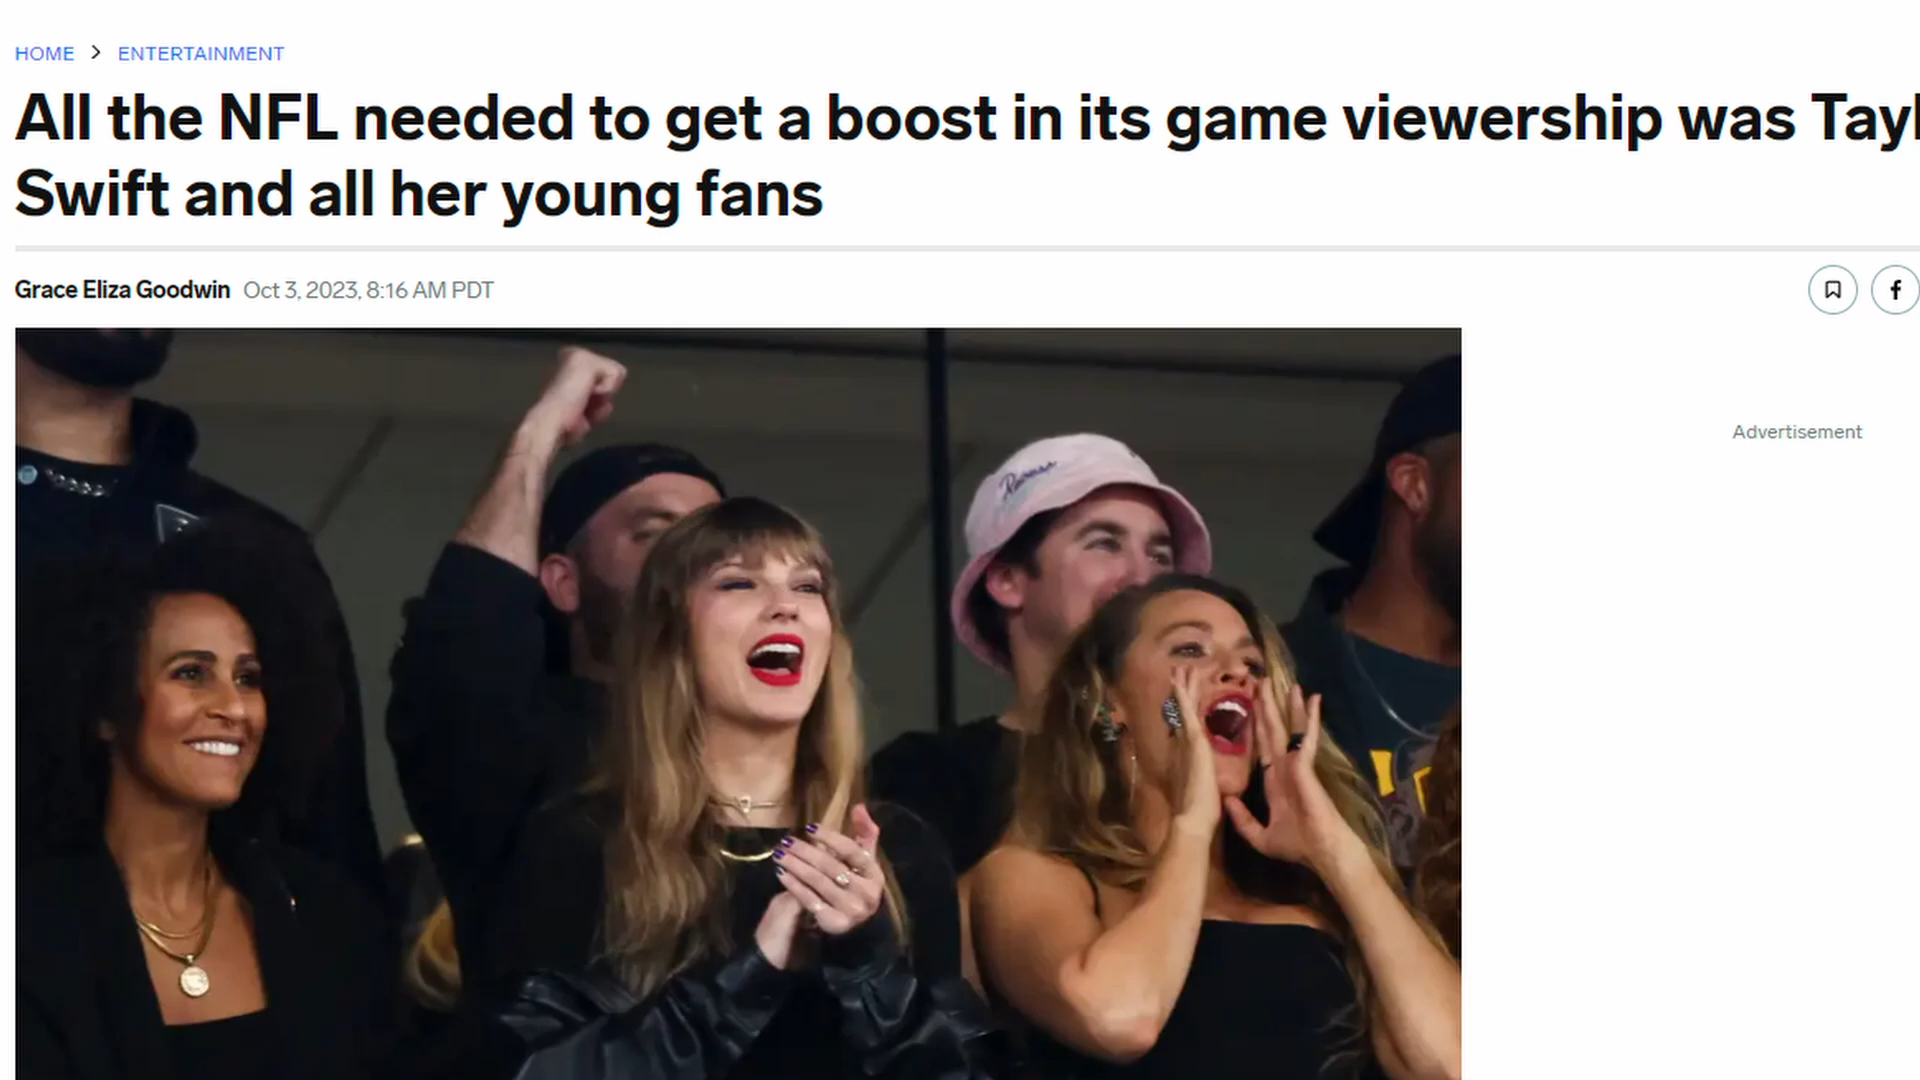 HOME > ENTERTAINMENT
All the NFL needed to get a boost in its game viewership was Tayl
Swift and all her young fans
Grace Eliza Goodwin Oct 3, 2023, 8:16 AM PDT
Advertisement